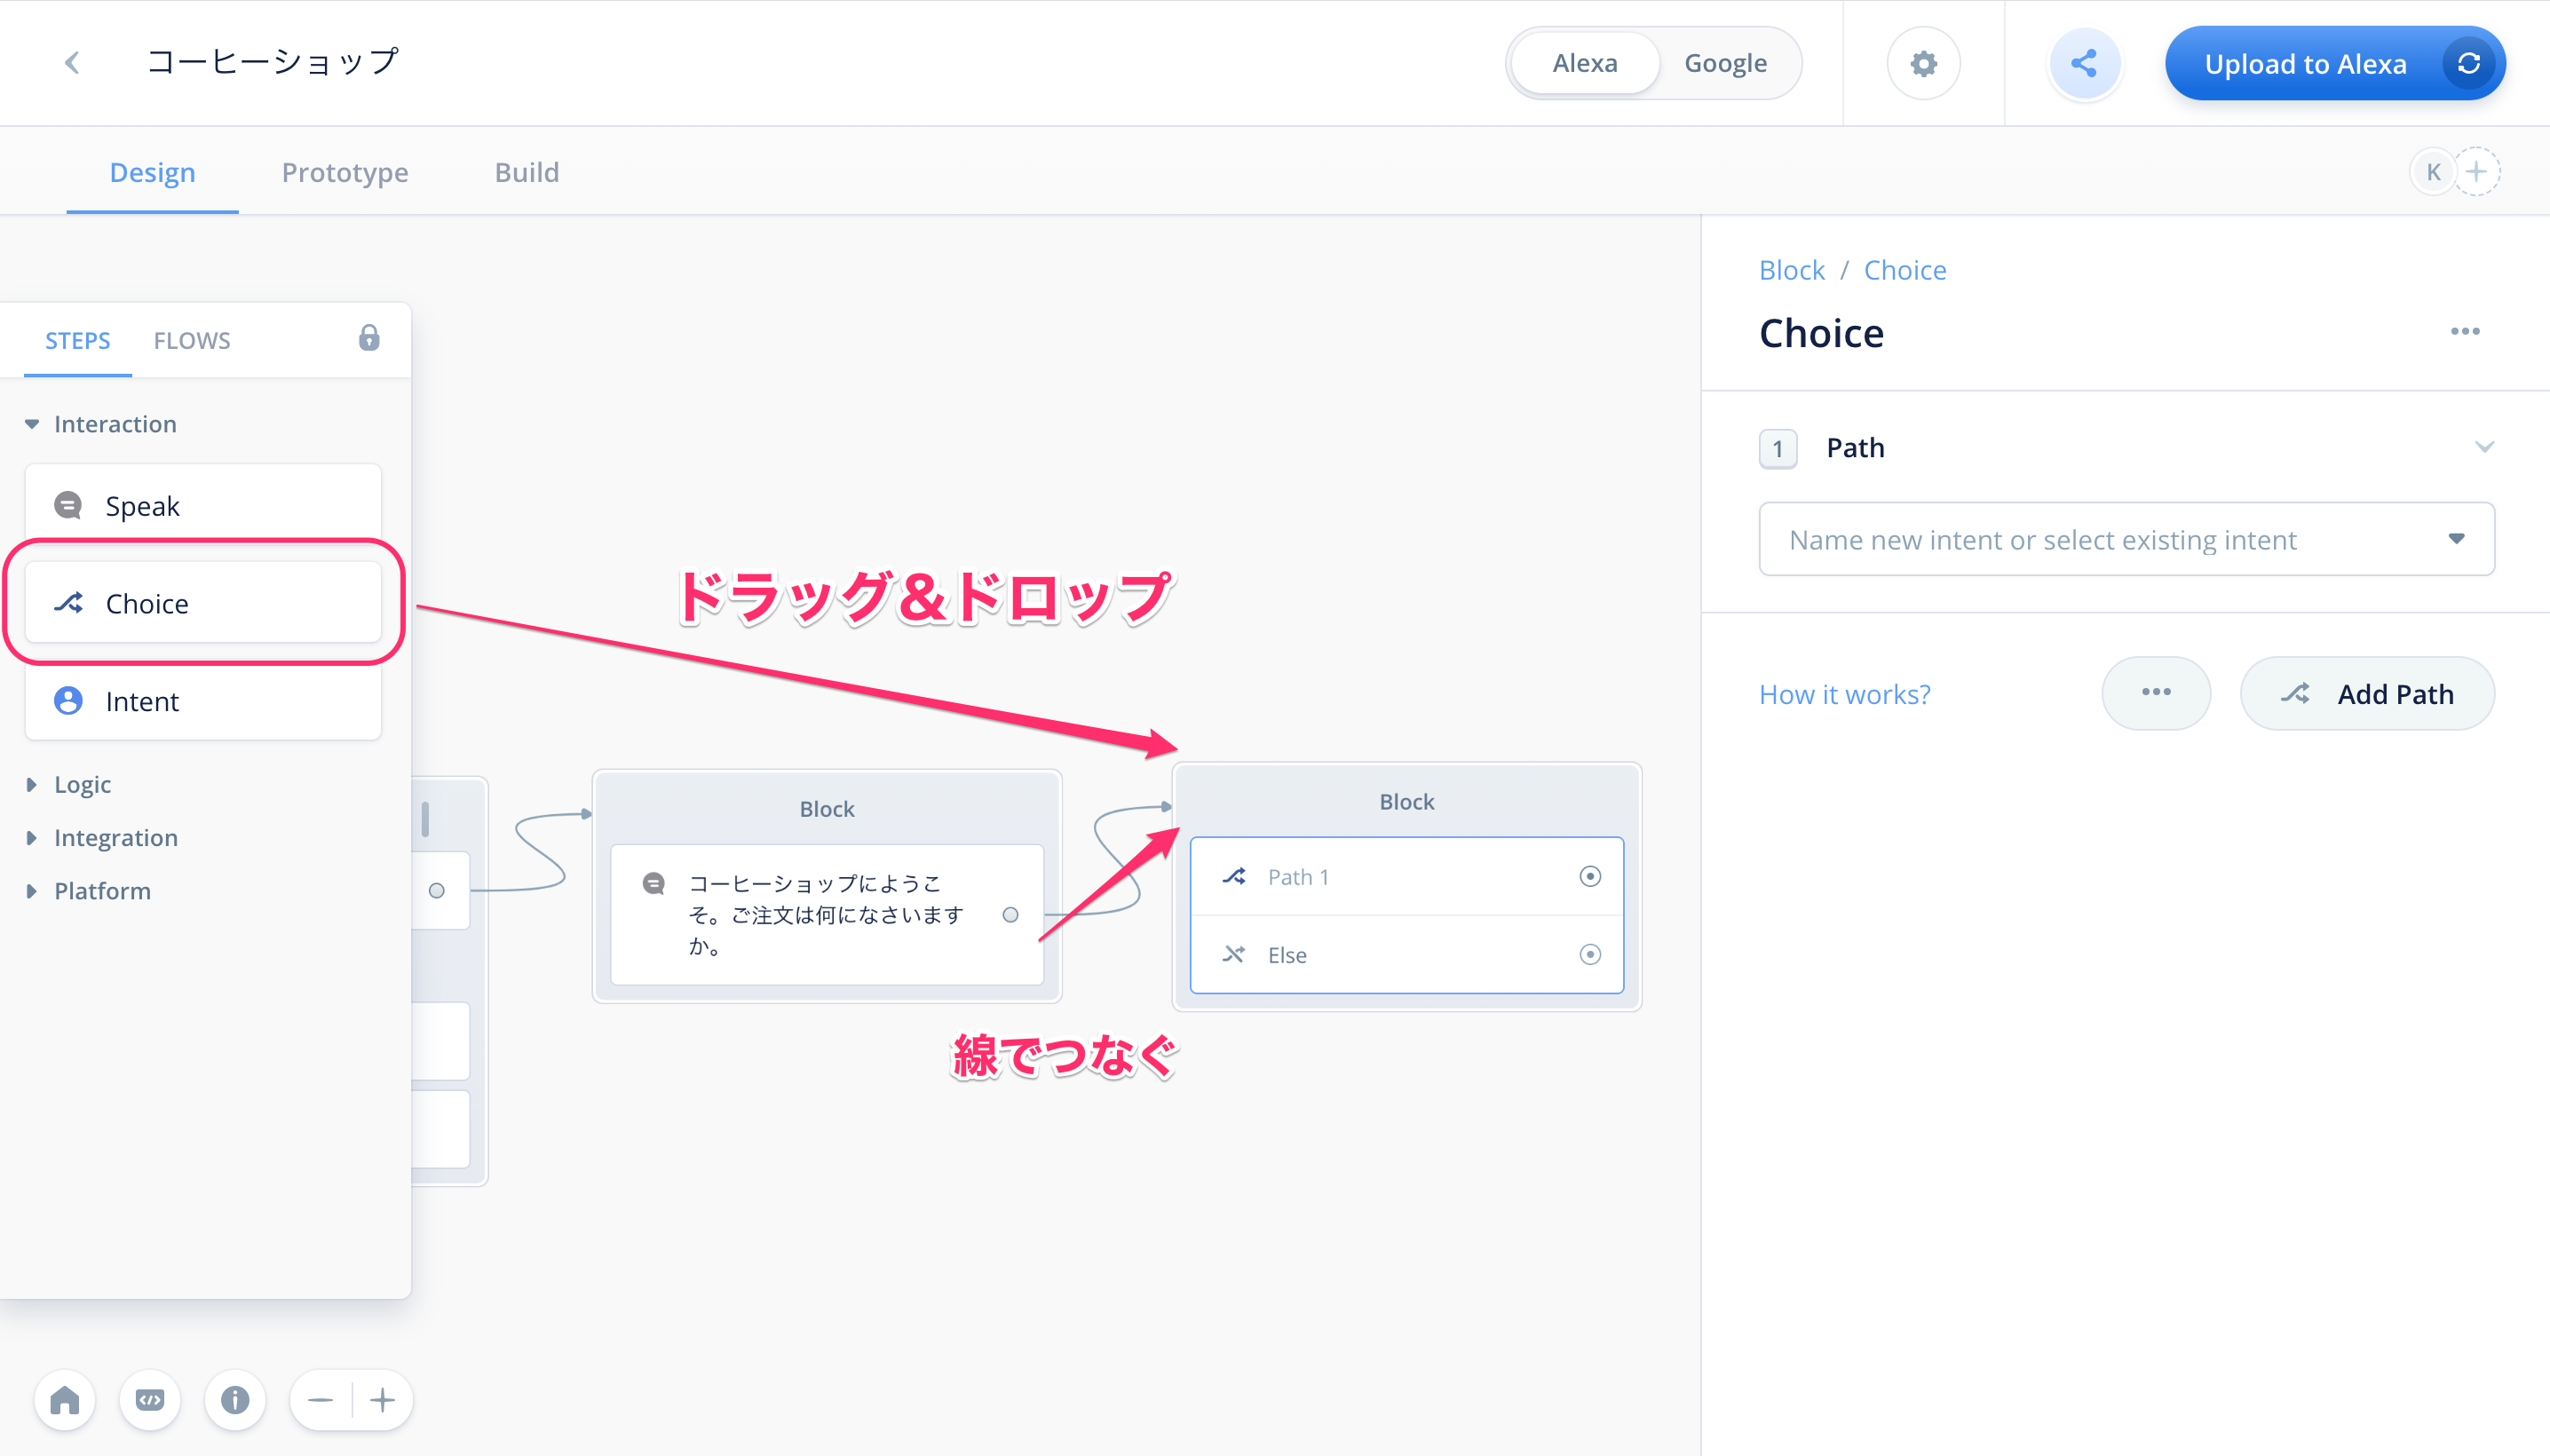 コーヒーショップ
Alexa
Google
Upload to Alexa
Design
Prototype
Build
K
STEPS
FLOWS
Interaction
Speak
Choice
Intent
Logic
Integration
Platform
ドラッグ&ドロップ
Block
コーヒーショップにようこ
そ。ご注文は何になさいます
か。
線でつなぐ
Block
Path 1
Else
Block / Choice
Choice
1 Path
Name new intent or select existing intent
How it works?
Add Path